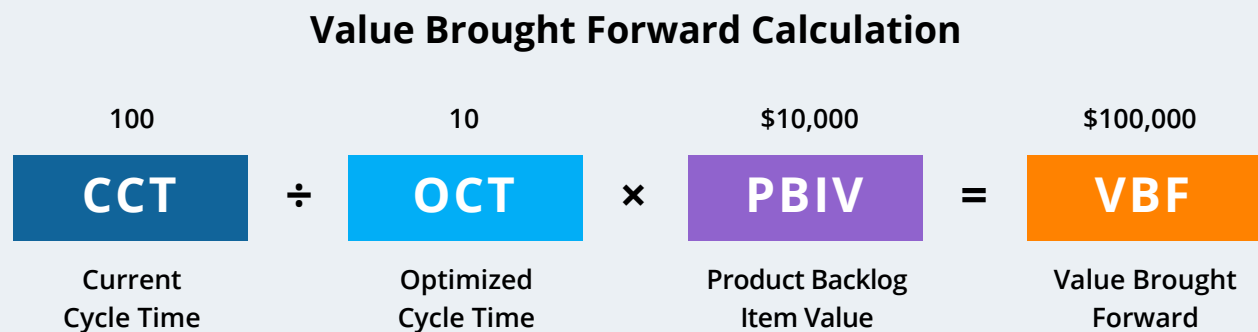 Value Brought Forward Calculation
100 10 $10,000 $100,000
CCT ÷ OCT × PBIV = VBF
Current Optimized Product Backlog Value Brought
Cycle Time Cycle Time Item Value Forward